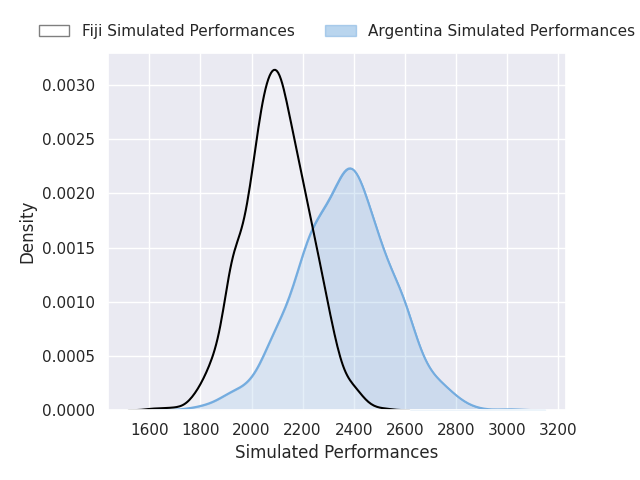 Fiji Simulated Performances Argentina Simulated Performances
0.0030
0.0025
0.0020
0.0015
0.0010
0.0005
0.0000
Density
1600 1800 2000 2200 2400 2600 2800 3000 3200
Simulated Performances